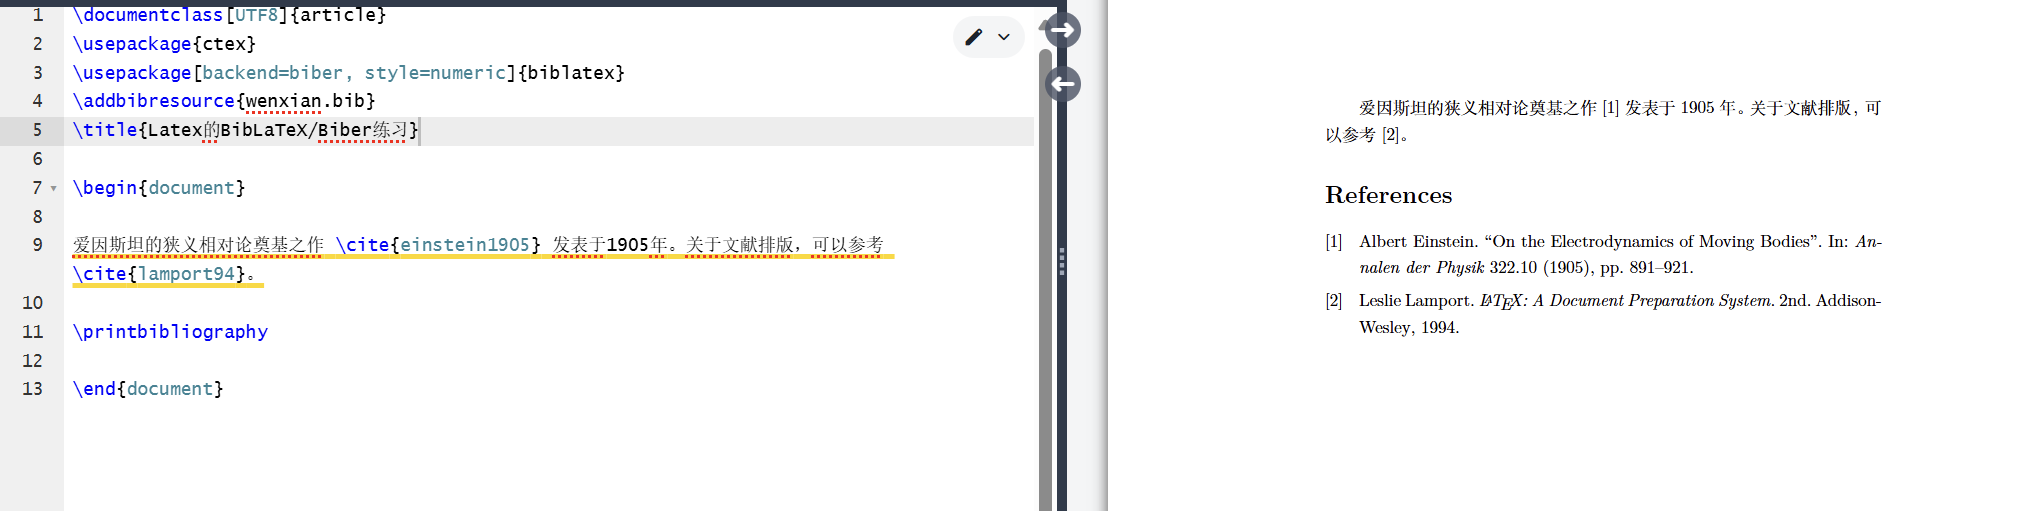 1 \documentclass[UTF8]{article}
2 \usepackage{ctex}
3 \usepackage[backend=biber, style=numeric]{biblatex}
4 \addbibresource{wenxian.bib}
5 \title{Latex的BibLaTeX/Biber练习}
6
7 \begin{document}
8
9 爱因斯坦的狭义相对论奠基之作 \cite{einstein1905} 发表于1905年。关于文献排版，可以参考
\cite{lamport94}。
10
11 \printbibliography
12
13 \end{document}
爱因斯坦的狭义相对论奠基之作 [1] 发表于 1905 年。关于文献排版，可
以参考 [2]。
References
[1] Albert Einstein. “On the Electrodynamics of Moving Bodies”. In: An-
nalen der Physik 322.10 (1905), pp. 891–921.
[2] Leslie Lamport. LATEX: A Document Preparation System. 2nd. Addison-
Wesley, 1994.